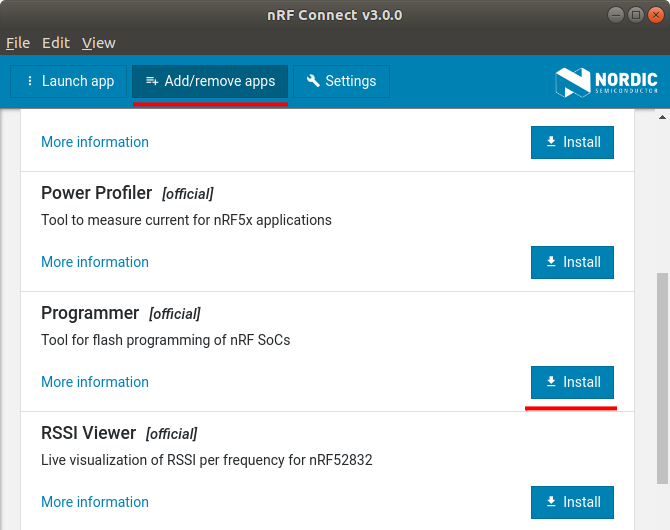 nRF Connect v3.0.0
File Edit View
Launch app Add/remove apps Settings NORDIC
SEMICONDUCTOR
More information Install
Power Profiler [official]
Tool to measure current for nRF5x applications
More information Install
Programmer [official]
Tool for flash programming of nRF SoCs
More information Install
RSSI Viewer [official]
Live visualization of RSSI per frequency for nRF52832
More information Install